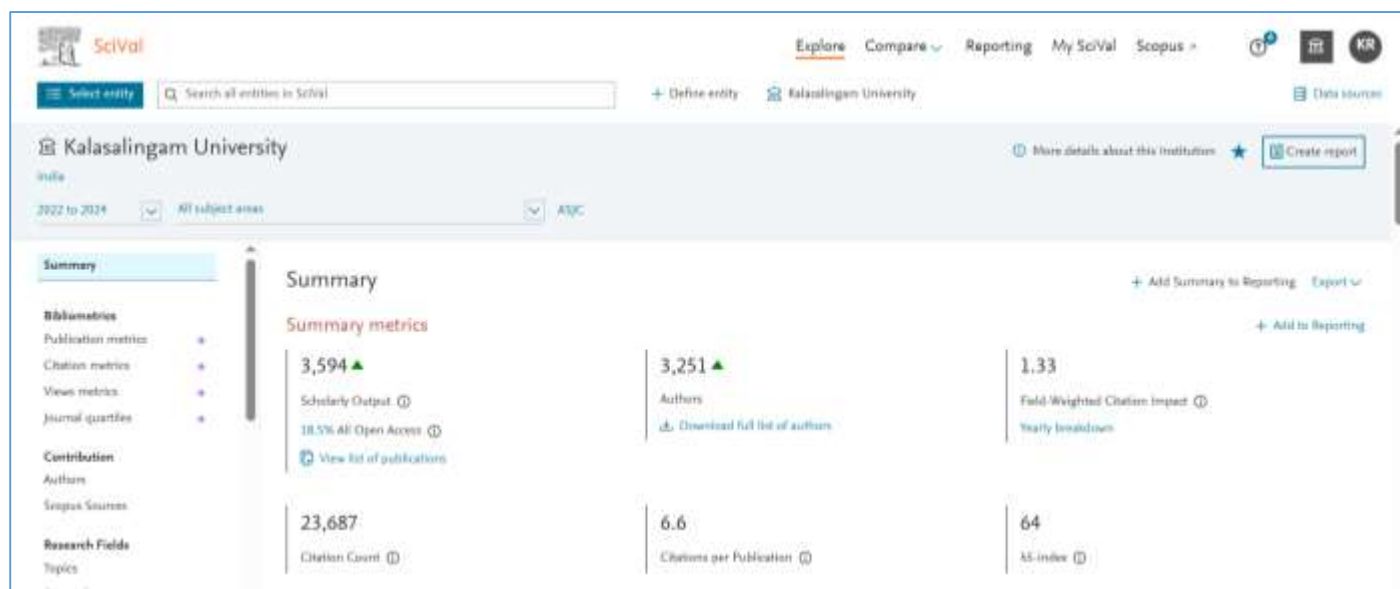 SciVal
Explore Compare Reporting My SciVal Scopus
KR
Select entity
Search all entities in SciVal
+ Define entity
Kalasalingam University
Data sources
Kalasalingam University
India
More details about this Institution
Create report
2022 to 2024
All subject areas
ASJC
Summary
Bibliometrics
Publication metrics
Citation metrics
Views metrics
Journal quartiles
Contribution
Authors
Scopus Sources
Research Fields
Topics
Summary
+ Add Summary to Reporting Export
Summary metrics
+ Add to Reporting
3,594
Scholarly Output
18.5% All Open Access
View list of publications
3,251
Authors
Download full list of authors
1.33
Field-Weighted Citation Impact
Yearly breakdown
23,687
Citation Count
6.6
Citations per Publication
64
h5-index